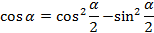 cos α = cos² α/2 − sin² α/2